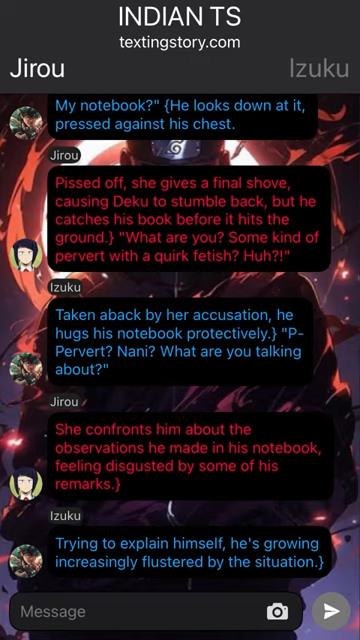 INDIAN TS
textingstory.com
Jirou
Izuku
My notebook?" {He looks down at it,
pressed against his chest.
Jirou
Pissed off, she gives a final shove,
causing Deku to stumble back, but he
catches his book before it hits the
ground.} "What are you? Some kind of
pervert with a quirk fetish? Huh?!"
Izuku
Taken aback by her accusation, he
hugs his notebook protectively.} "P-
Pervert? Nani? What are you talking
about?"
Jirou
She confronts him about the
observations he made in his notebook,
feeling disgusted by some of his
remarks.}
Izuku
Trying to explain himself, he's growing
increasingly flustered by the situation.}
Message